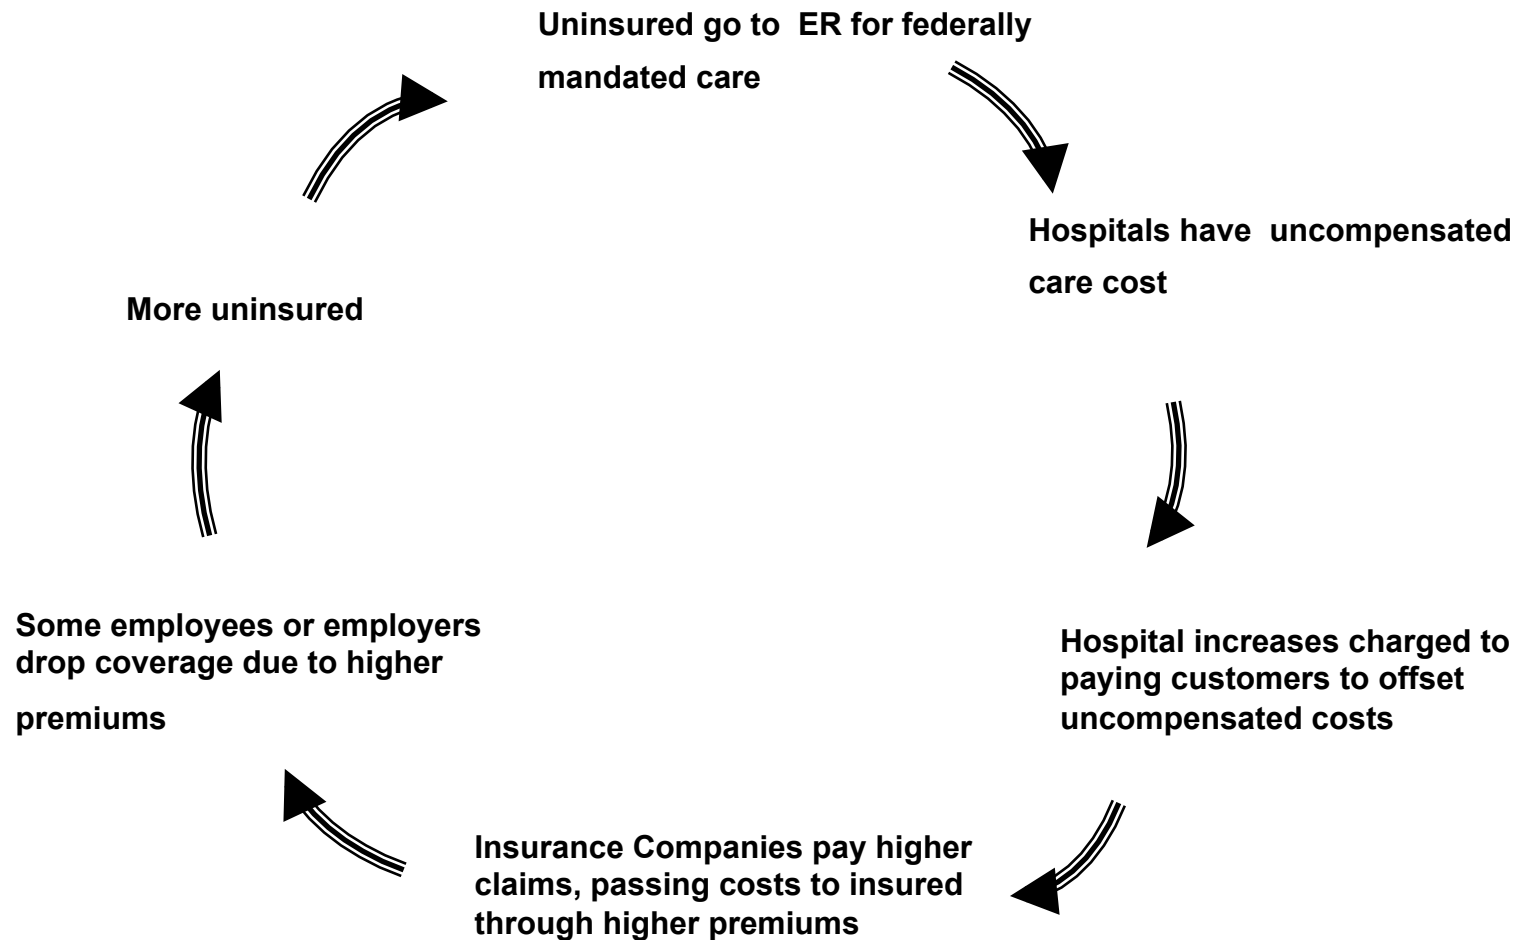 Uninsured go to  ER for federally
mandated care
Hospitals have  uncompensated
care cost
Hospital increases charged to
paying customers to offset
uncompensated costs
Insurance Companies pay higher
claims, passing costs to insured
through higher premiums
Some employees or employers
drop coverage due to higher
premiums
More uninsured